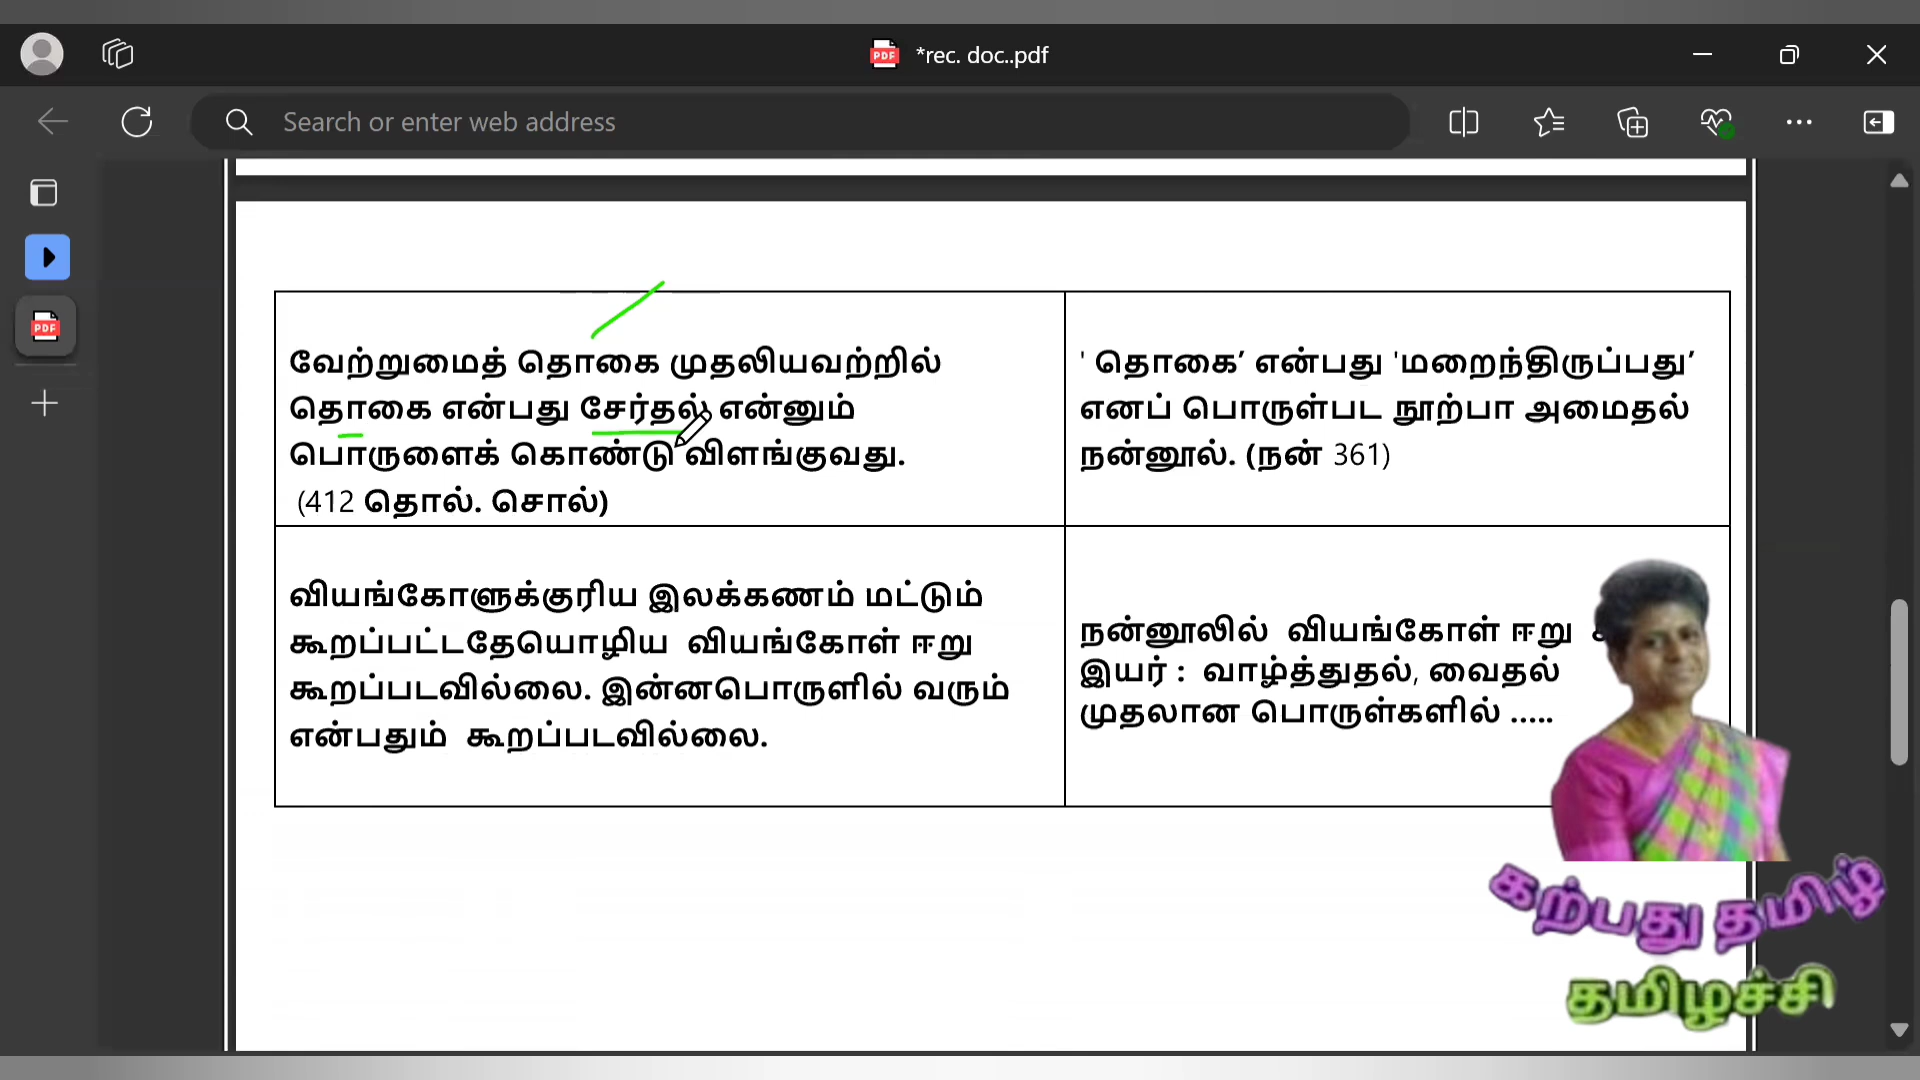 *rec. doc..pdf
Search or enter web address
வேற்றுமைத் தொகை முதலியவற்றில்
தொகை என்பது சேர்தல் என்னும்
பொருளைக் கொண்டு விளங்குவது.
(412 தொல். சொல்)
' தொகை’ என்பது 'மறைந்திருப்பது’
எனப் பொருள்பட நூற்பா அமைதல்
நன்னூல். (நன் 361)
வியங்கோளுக்குரிய இலக்கணம் மட்டும்
கூறப்பட்டதேயொழிய வியங்கோள் ஈறு
கூறப்படவில்லை. இன்னபொருளில் வரும்
என்பதும் கூறப்படவில்லை.
நன்னூலில் வியங்கோள் ஈறு
இயர் : வாழ்த்துதல், வைதல்
முதலான பொருள்களில் .....
கற்பது தமிழ்
தமிழச்சி